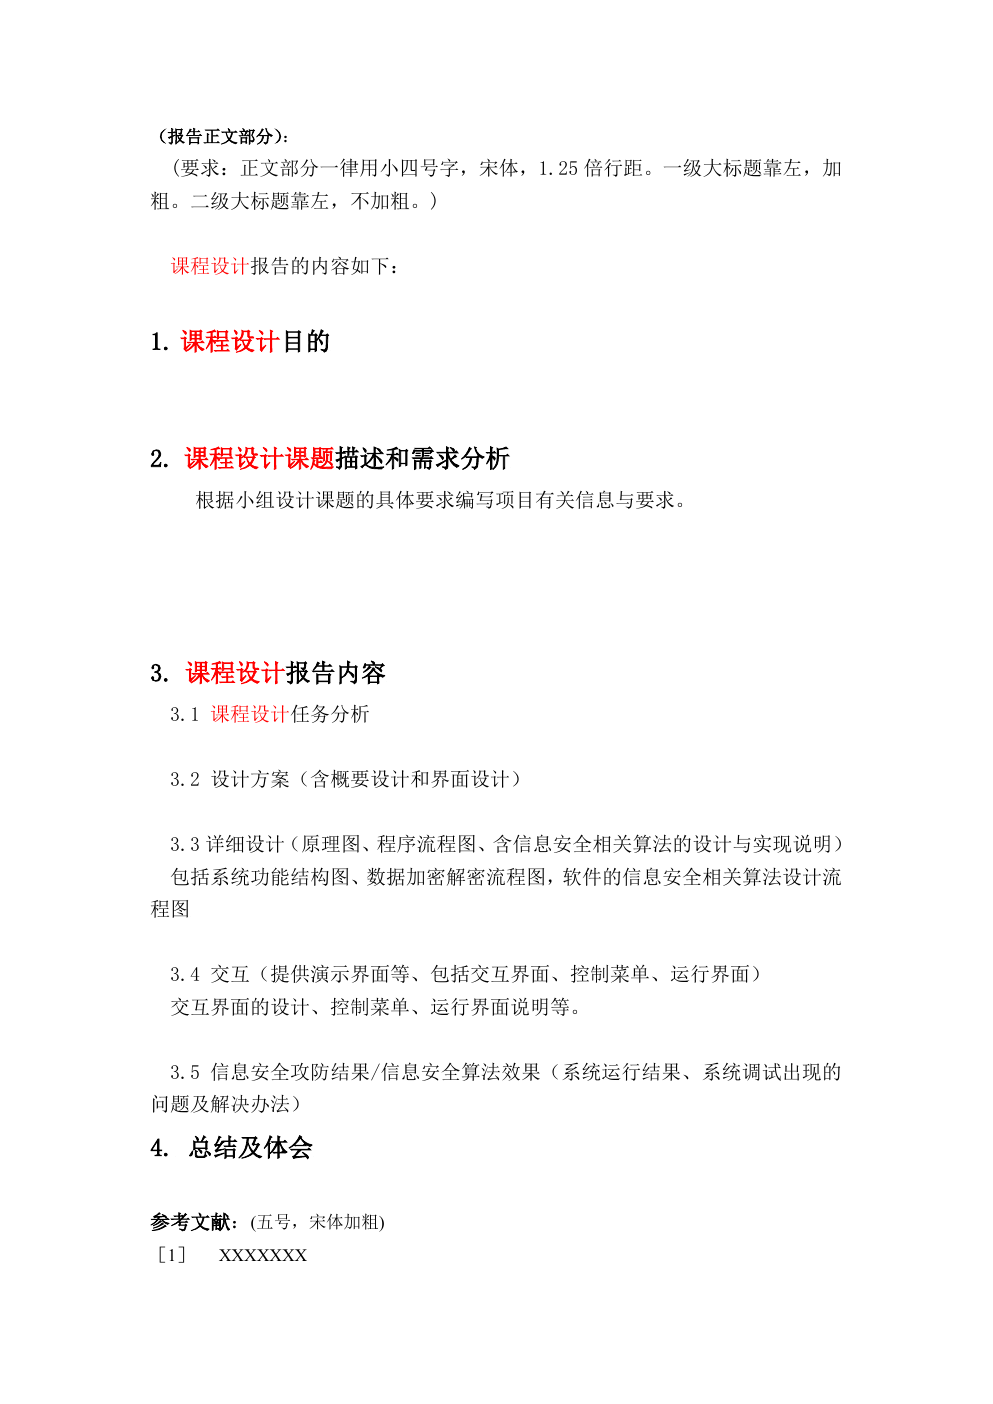 （报告正文部分）：
(要求：正文部分一律用小四号字，宋体，1.25 倍行距。一级大标题靠左，加
粗。二级大标题靠左，不加粗。)
课程设计报告的内容如下：
1. 课程设计目的
2. 课程设计课题描述和需求分析
根据小组设计课题的具体要求编写项目有关信息与要求。
3. 课程设计报告内容
3.1 课程设计任务分析
3.2 设计方案（含概要设计和界面设计）
3.3详细设计（原理图、程序流程图、含信息安全相关算法的设计与实现说明）
包括系统功能结构图、数据加密解密流程图，软件的信息安全相关算法设计流
程图
3.4 交互（提供演示界面等、包括交互界面、控制菜单、运行界面）
交互界面的设计、控制菜单、运行界面说明等。
3.5 信息安全攻防结果/信息安全算法效果（系统运行结果、系统调试出现的
问题及解决办法）
4. 总结及体会
参考文献：(五号，宋体加粗)
［1］ XXXXXXX